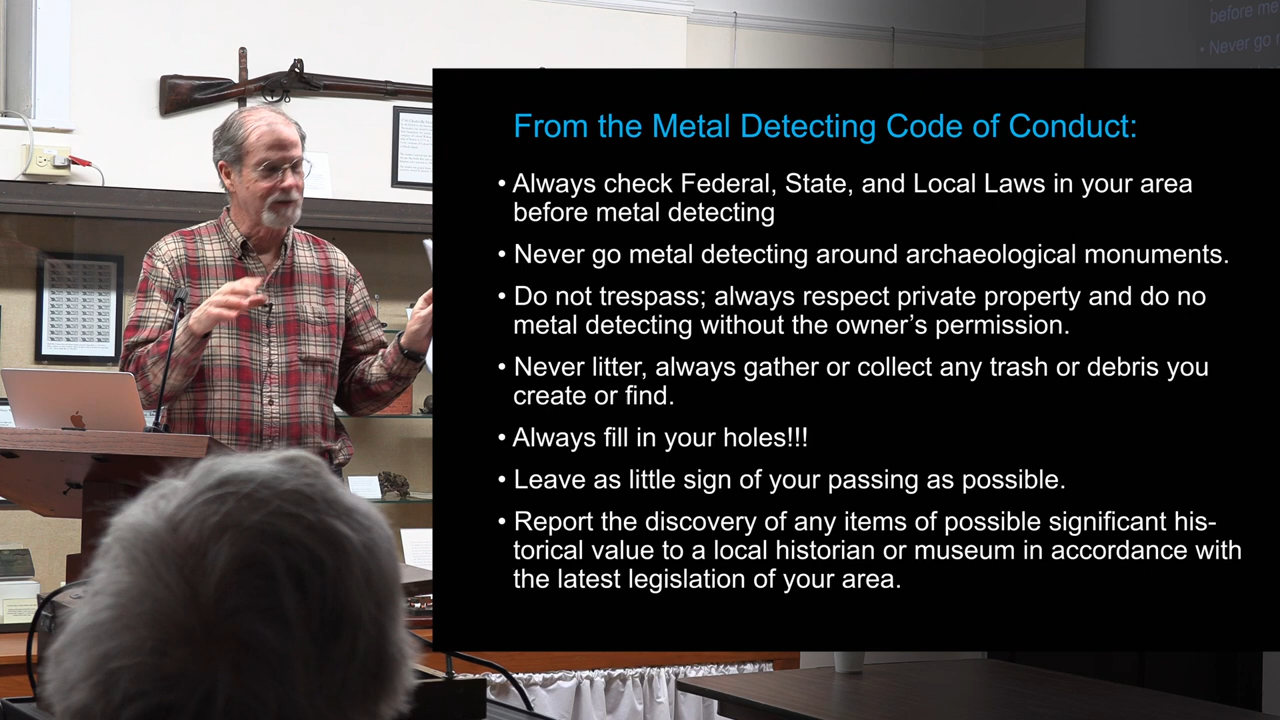 before me
• Never go
From the Metal Detecting Code of Conduct:
• Always check Federal, State, and Local Laws in your area
before metal detecting
• Never go metal detecting around archaeological monuments.
• Do not trespass; always respect private property and do no
metal detecting without the owner’s permission.
• Never litter, always gather or collect any trash or debris you
create or find.
• Always fill in your holes!!!
• Leave as little sign of your passing as possible.
• Report the discovery of any items of possible significant his-
torical value to a local historian or museum in accordance with
the latest legislation of your area.